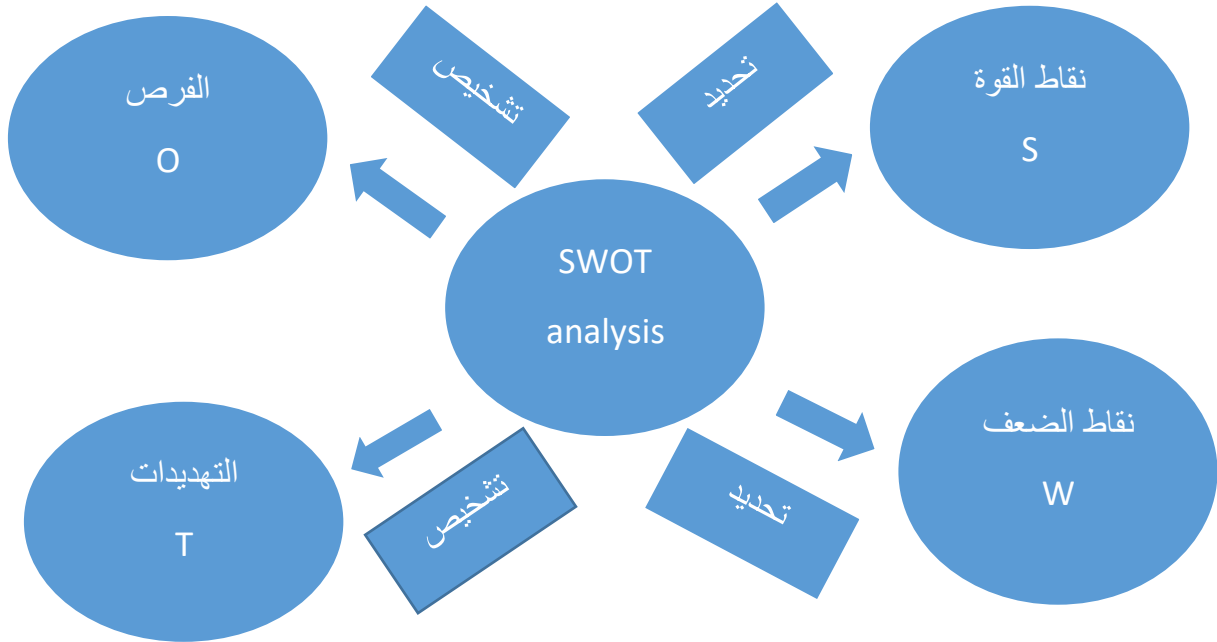 نقاط القوة
S
تحديد
تشخيص
الفرص
O
SWOT
analysis
نقاط الضعف
W
تحديد
تشخيص
التهديدات
T